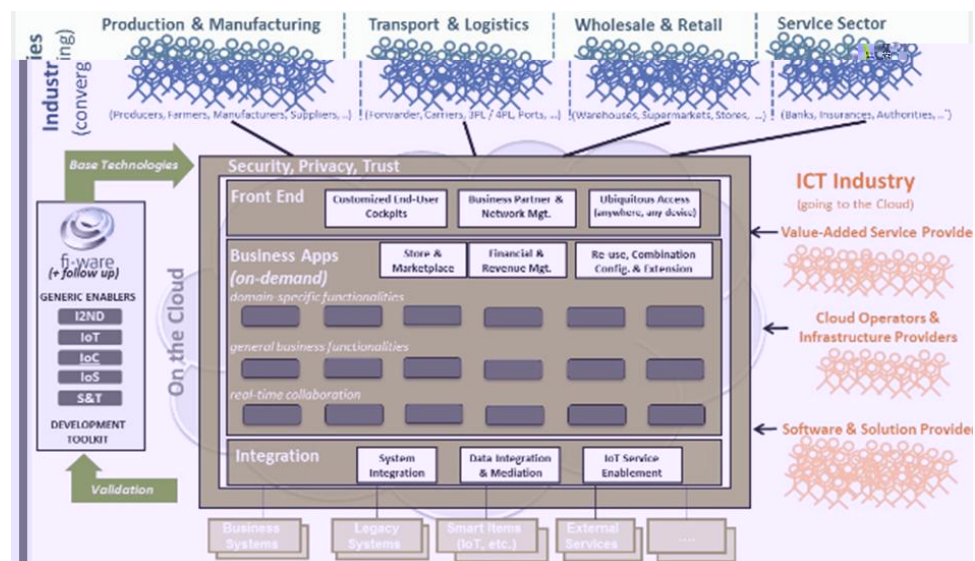 Production & Manufacturing
Transport & Logistics
Wholesale & Retail
Service Sector
(Producers, Farmers, Manufacturers, Suppliers, ..)
(Forwarder, Carriers, 3PL / 4PL, Ports, ...)
(Warehouses, Supermarkets, Stores, ...)
(Banks, Insurances, Authorities, ...)
Base Technologies
Security, Privacy, Trust
Front End
Customized End-User
Cockpits
Business Partner &
Network Mgt.
Ubiquitous Access
(anywhere, any device)
ICT Industry
(going to the Cloud)
fi-ware
(+ follow up)
GENERIC ENABLERS
I2ND
IoT
IoC
IoS
S&T
DEVELOPMENT
TOOLKIT
Validation
On the Cloud
Business Apps
(on-demand)
Store &
Marketplace
Financial &
Revenue Mgt.
Re-use, Combination
Config. & Extension
domain-specific functionalities
general business functionalities
real-time collaboration
Value-Added Service Provide
Cloud Operators &
Infrastructure Providers
Software & Solution Provide
Integration
System
Integration
Data Integration
& Mediation
IoT Service
Enablement
Business
Systems
Legacy
Systems
Smart Items
(IoT, etc.)
External
Services
....